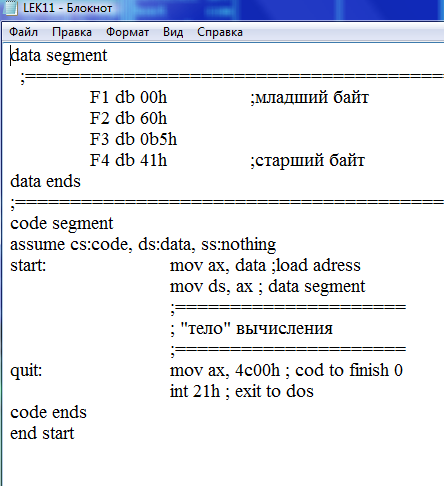 LEK11 - Блокнот
Файл Правка Формат Вид Справка
data segment
;=====================================
F1 db 00h ;младший байт
F2 db 60h
F3 db 0b5h
F4 db 41h ;старший байт
data ends
;======================================
code segment
assume cs:code, ds:data, ss:nothing
start: mov ax, data ;load adress
mov ds, ax ; data segment
;=====================
; "тело" вычисления
;=====================
quit: mov ax, 4c00h ; cod to finish 0
int 21h ; exit to dos
code ends
end start